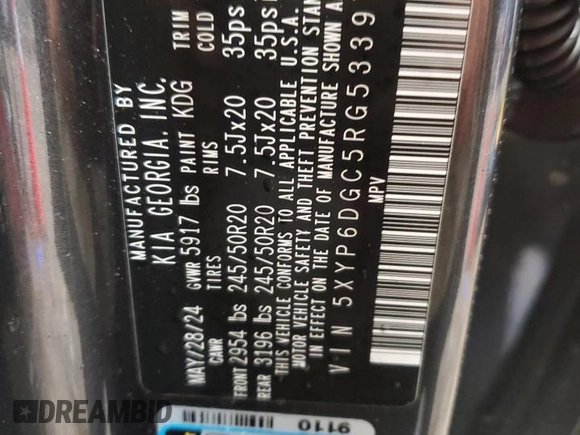 MANUFACTURED BY
KIA GEORGIA, INC.
MAY/28/24 GVWR 5917 lbs PAINT KDG TRIM
GAWR TIRES RIMS COLD
FRONT 2954 lbs 245/50R20 7.5Jx20 35ps
REAR 3196 lbs 245/50R20 7.5Jx20 35psi
THIS VEHICLE CONFORMS TO ALL APPLICABLE U.S.A.
MOTOR VEHICLE SAFETY AND THEFT PREVENTION STAN
IN EFFECT ON THE DATE OF MANUFACTURE SHOWN A
VIN 5XYP6DGC5RG5339
MPV
9110
DREAMBID